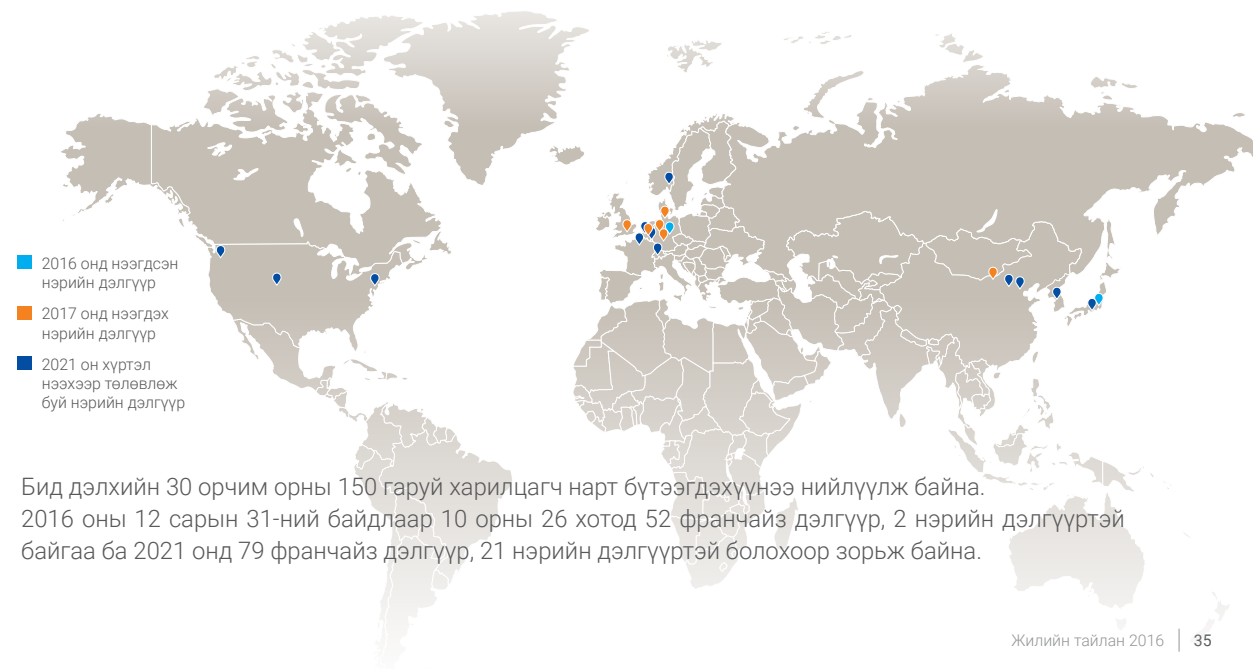 2016 онд нээгдсэн
нэрийн дэлгүүр
2017 онд нээгдэх
нэрийн дэлгүүр
2021 он хүртэл
нээхээр төлөвлөж
буй нэрийн дэлгүүр
Бид дэлхийн 30 орчим орны 150 гаруй харилцагч нарт бүтээгдэхүүнээ нийлүүлж байна.
2016 оны 12 сарын 31-ний байдлаар 10 орны 26 хотод 52 франчайз дэлгүүр, 2 нэрийн дэлгүүртэй
байгаа ба 2021 онд 79 франчайз дэлгүүр, 21 нэрийн дэлгүүртэй болохоор зорьж байна.
Жилийн тайлан 2016 | 35